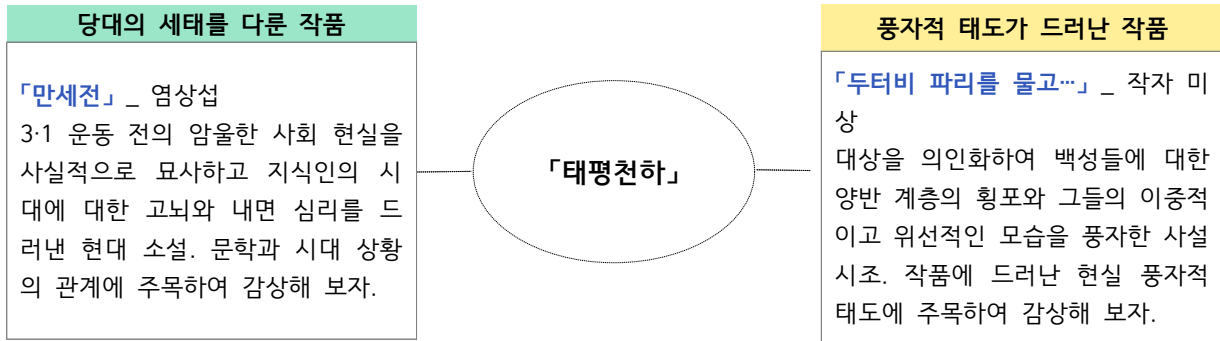 당대의 세태를 다룬 작품
「만세전」 _ 염상섭
3·1 운동 전의 암울한 사회 현실을
사실적으로 묘사하고 지식인의 시
대에 대한 고뇌와 내면 심리를 드
러낸 현대 소설. 문학과 시대 상황
의 관계에 주목하여 감상해 보자.
「태평천하」
풍자적 태도가 드러난 작품
「두터비 파리를 물고…」 _ 작자 미
상
대상을 의인화하여 백성들에 대한
양반 계층의 횡포와 그들의 이중적
이고 위선적인 모습을 풍자한 사설
시조. 작품에 드러난 현실 풍자적
태도에 주목하여 감상해 보자.